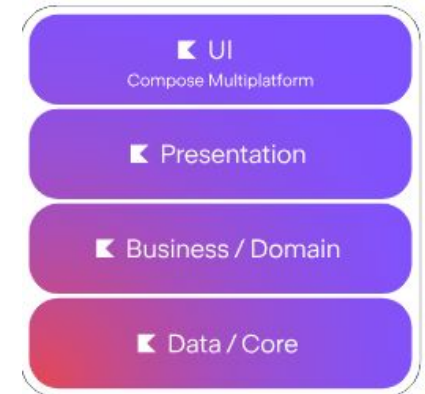 UI
Compose Multiplatform
Presentation
Business / Domain
Data / Core